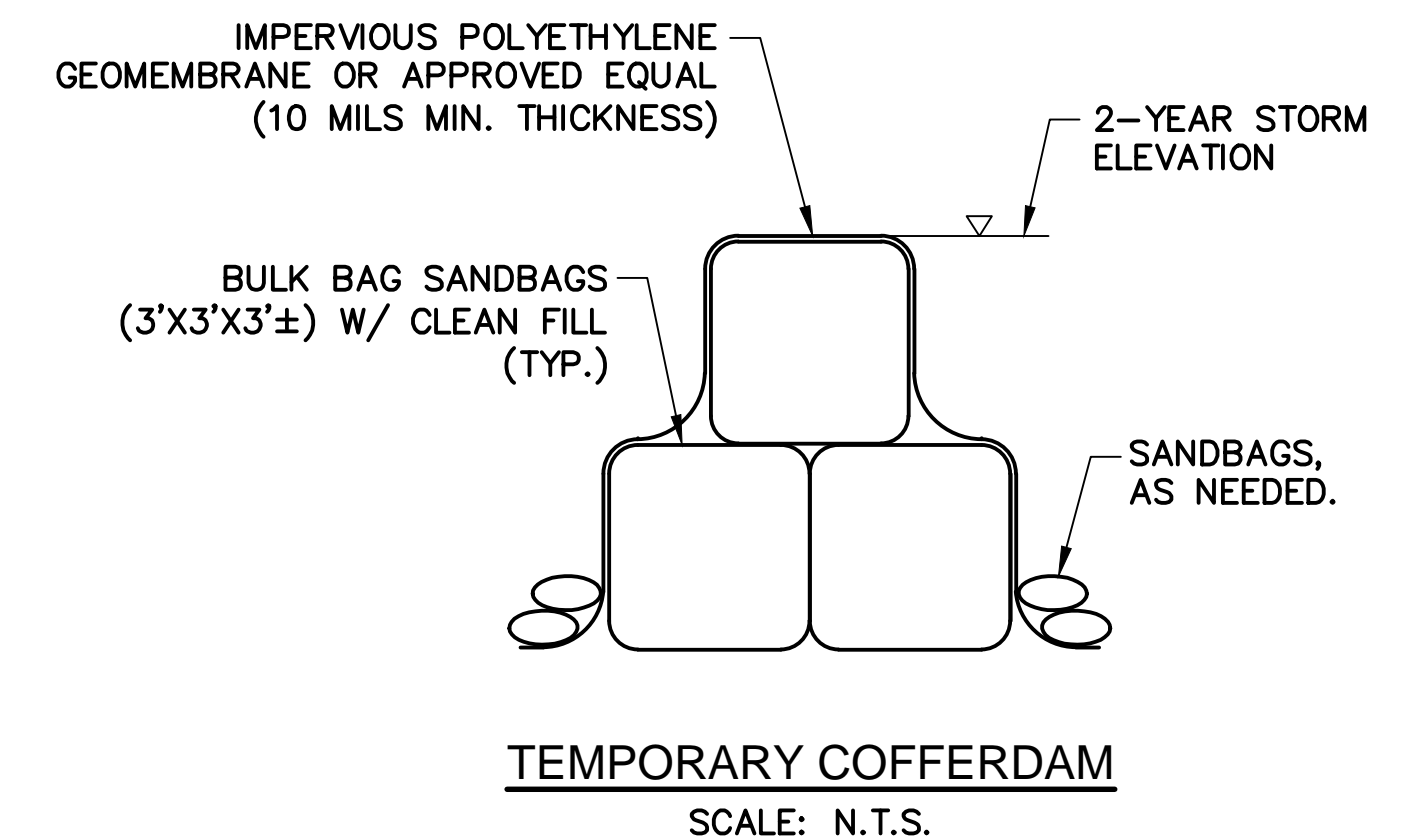 IMPERVIOUS POLYETHYLENE
GEOMEMBRANE OR APPROVED EQUAL
(10 MILS MIN. THICKNESS)
2-YEAR STORM
ELEVATION
BULK BAG SANDBAGS
(3'X3'X3'±) W/ CLEAN FILL
(TYP.)
SANDBAGS,
AS NEEDED.
TEMPORARY COFFERDAM
SCALE: N.T.S.